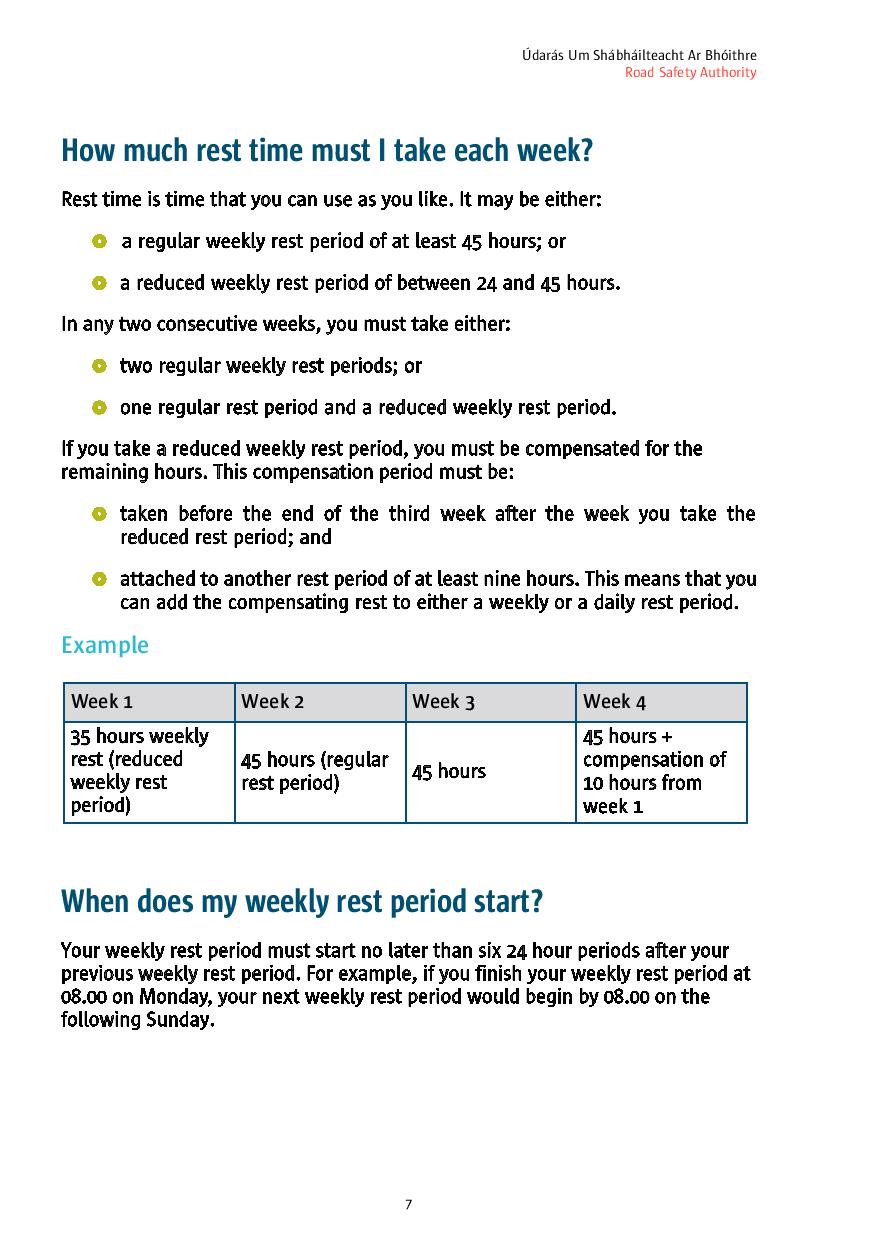 Údarás Um Shábháilteacht Ar Bhóithre
Road Safety Authority
How much rest time must I take each week?
Rest time is time that you can use as you like. It may be either:
a regular weekly rest period of at least 45 hours; or
a reduced weekly rest period of between 24 and 45 hours.
In any two consecutive weeks, you must take either:
two regular weekly rest periods; or
one regular rest period and a reduced weekly rest period.
If you take a reduced weekly rest period, you must be compensated for the
remaining hours. This compensation period must be:
taken before the end of the third week after the week you take the
reduced rest period; and
attached to another rest period of at least nine hours. This means that you
can add the compensating rest to either a weekly or a daily rest period.
Example
Week 1
Week 2
Week 3
Week 4
35 hours weekly
rest (reduced
weekly rest
period)
45 hours (regular
rest period)
45 hours
45 hours +
compensation of
10 hours from
week 1
When does my weekly rest period start?
Your weekly rest period must start no later than six 24 hour periods after your
previous weekly rest period. For example, if you finish your weekly rest period at
08.00 on Monday, your next weekly rest period would begin by 08.00 on the
following Sunday.
7